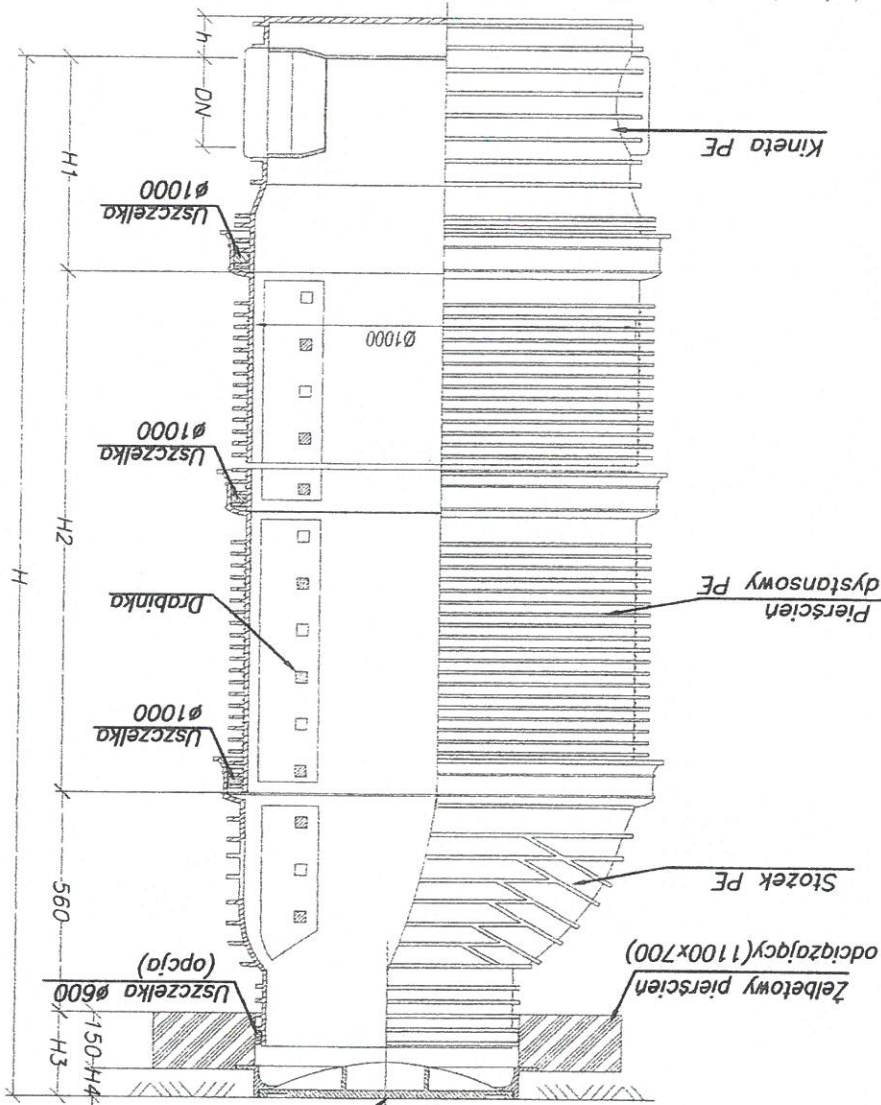 H4
150
H3
Żelbetowy pierścień
odciążający(1100x700)
Uszczelka ø600
(opcja)
560
Stożek PE
Uszczelka
ø1000
Drabinka
Pierścień
dystansowy PE
H2
H
Uszczelka
ø1000
Ø1000
Uszczelka
ø1000
H1
Kineta PE
DN
h